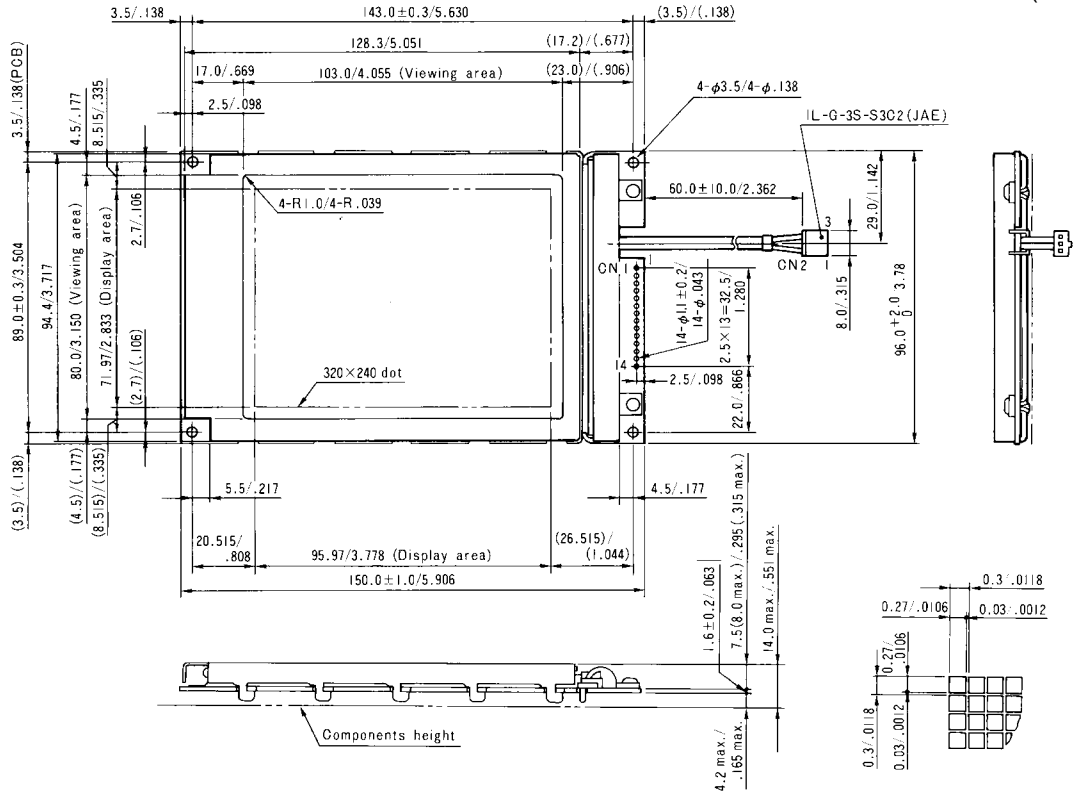 3.5/.138
143.0±0.3/5.630
(3.5)/(.138)
128.3/5.051
(17.2)/(.677)
17.0/.669
103.0/4.055 (Viewing area)
(23.0)/(.906)
2.5/.098
4-φ3.5/4-φ.138
IL-G-3S-S3C2(JAE)
3.5/.138(PCB)
4.5/.177
8.515/.335
60.0±10.0/2.362
29.0/1.142
4-R1.0/4-R.039
2.7/.106
3
CN2
1
8.0/.315
96.0 +2.0 0 3.78
89.0±0.3/3.504
94.4/3.717
80.0/3.150 (Viewing area)
71.97/2.833 (Display area)
CN1
1
14-φ1.1±0.2/
14-φ.043
2.5×13=32.5/
1.280
14
2.5/.098
22.0/.866
320×240 dot
(2.7)/(.106)
(3.5)/(.138)
(4.5)/(.177)
(8.515)/(.335)
5.5/.217
4.5/.177
20.515/
.808
95.97/3.778 (Display area)
(26.515)/
(1.044)
150.0±1.0/5.906
1.6±0.2/.063
7.5(8.0 max.)/.295(.315 max.)
14.0 max./.551 max.
4.2 max./
.165 max.
Components height
0.3/.0118
0.27/.0106
0.03/.0012
0.27/
.0106
0.3/.0118
0.03/.0012